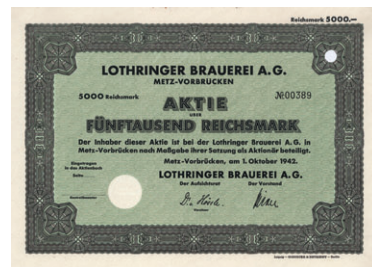 Reichsmark 5000.—
LOTHRINGER BRAUEREI A.G.
METZ-VORBRÜCKEN
5000 Reichsmark
№00389
AKTIE
ÜBER
FÜNFTAUSEND REICHSMARK
Der Inhaber dieser Aktie ist bei der Lothringer Brauerei A.G. in
Metz-Vorbrücken nach Maßgabe ihrer Satzung als Aktionär beteiligt.
Eingetragen
in das Aktienbuch
Seite
Metz-Vorbrücken, am 1. Oktober 1942.
LOTHRINGER BRAUEREI A.G.
Der Aufsichtsrat Der Vorstand